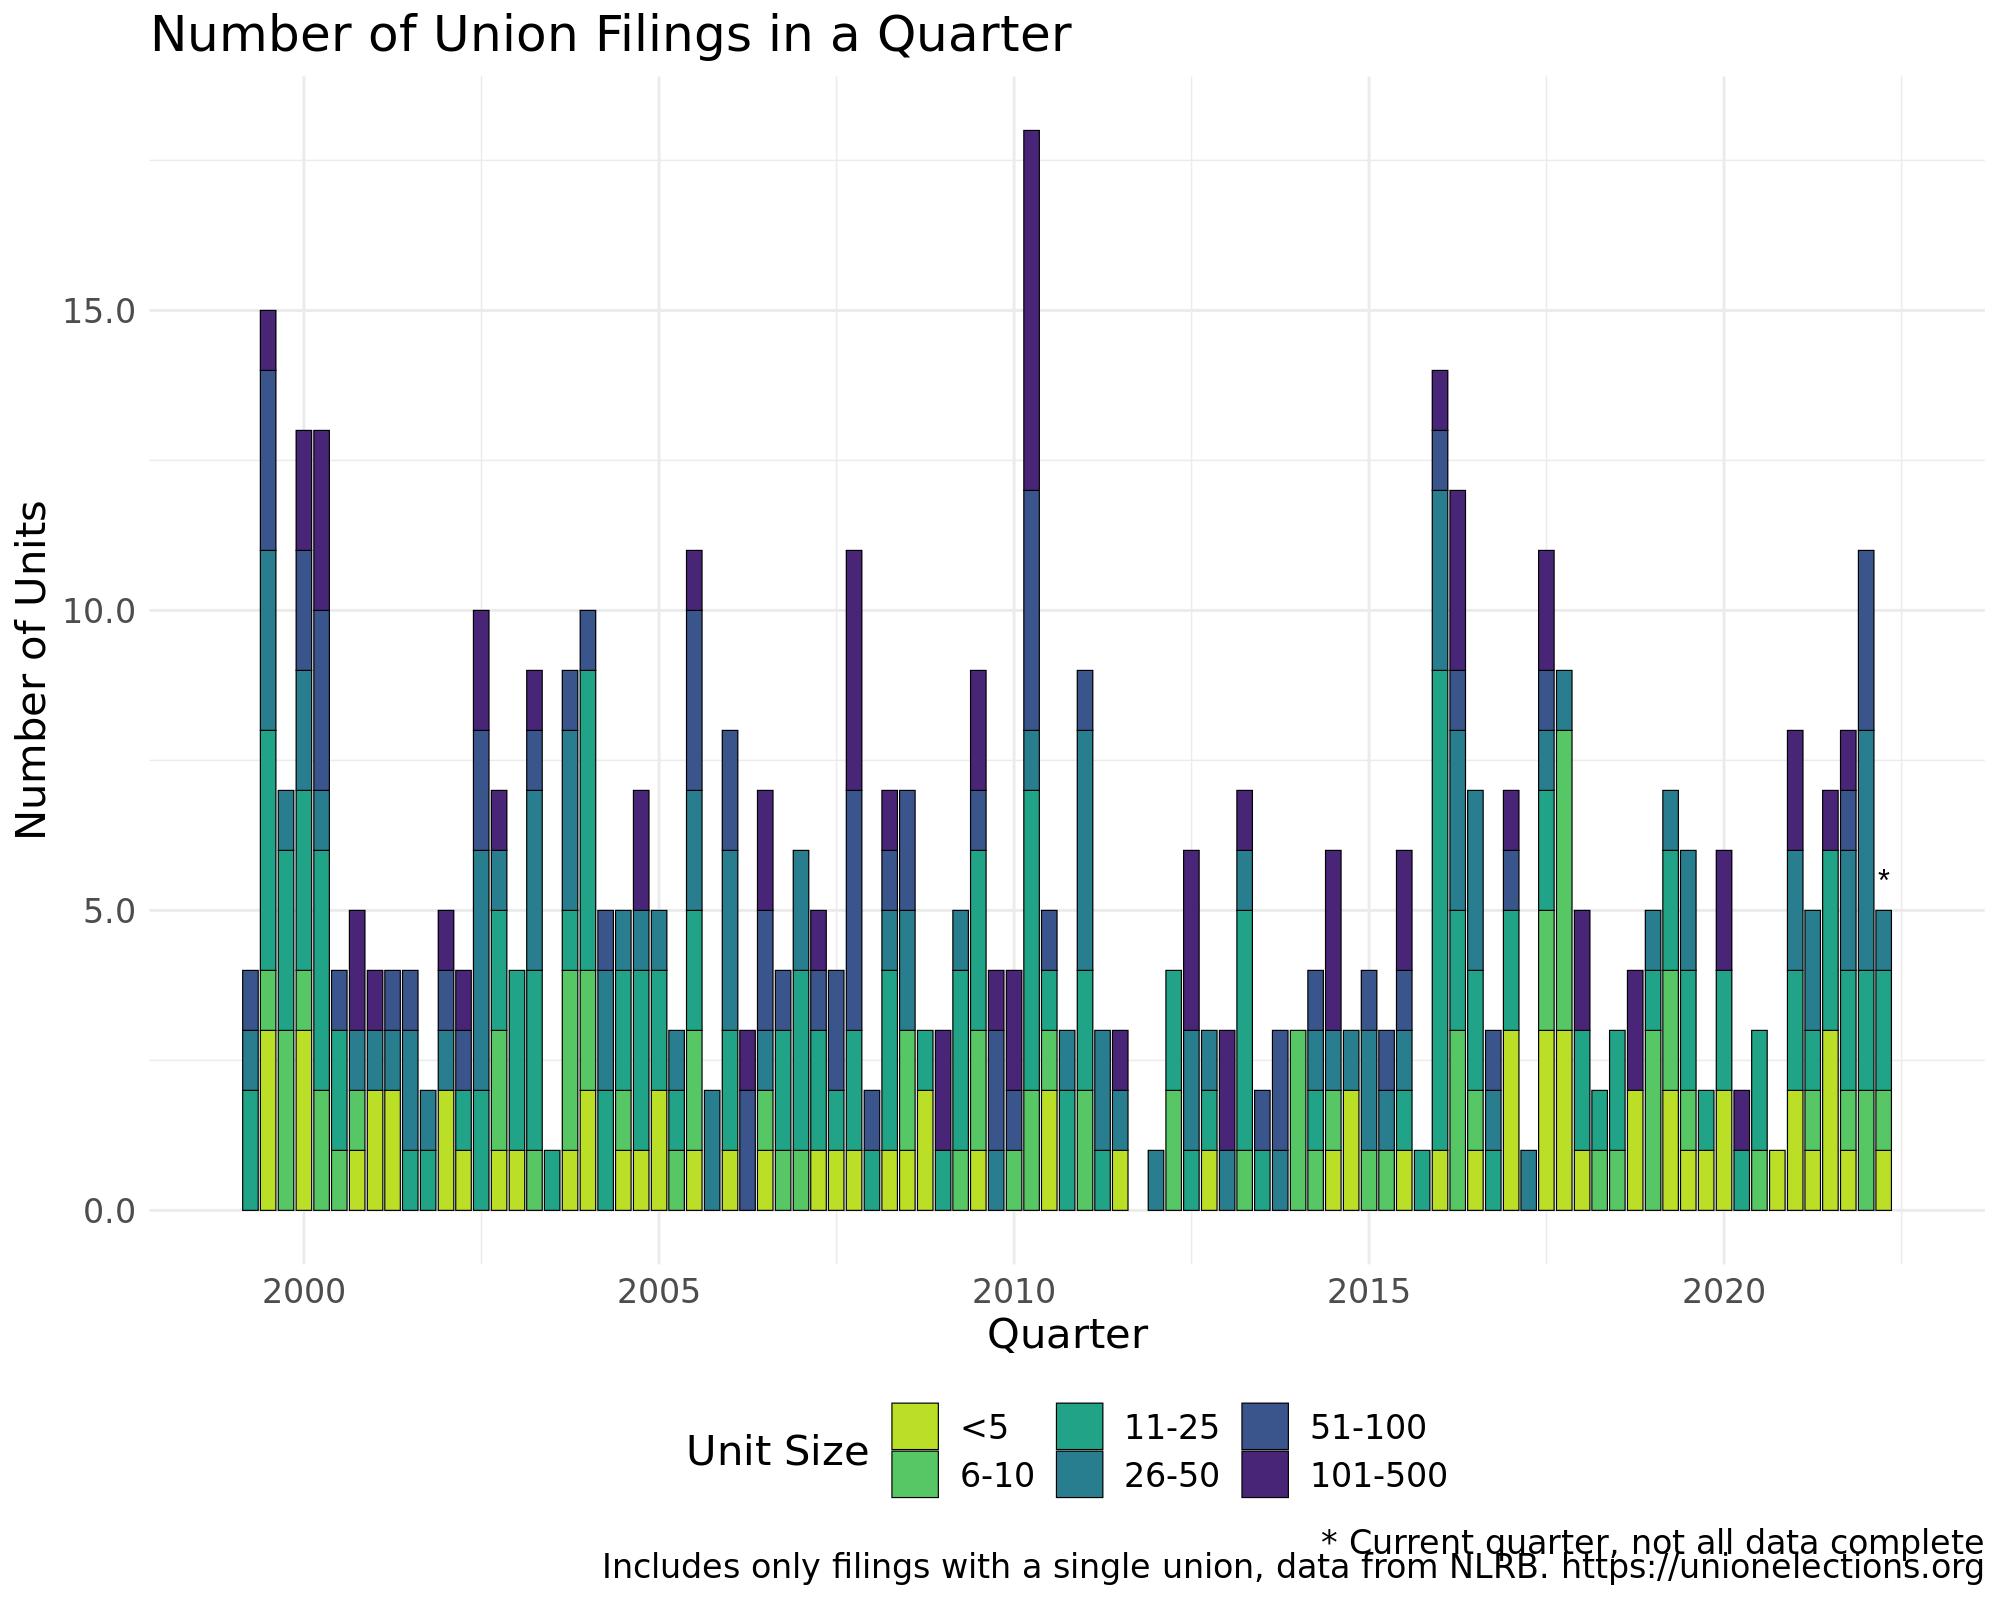 Number of Union Filings in a Quarter
Number of Units
15.0
10.0
5.0
0.0
*
2000 2005 2010 2015 2020
Quarter
Unit Size
<5 11-25 51-100
6-10 26-50 101-500
* Current quarter, not all data complete
Includes only filings with a single union, data from NLRB. https://unionelections.org